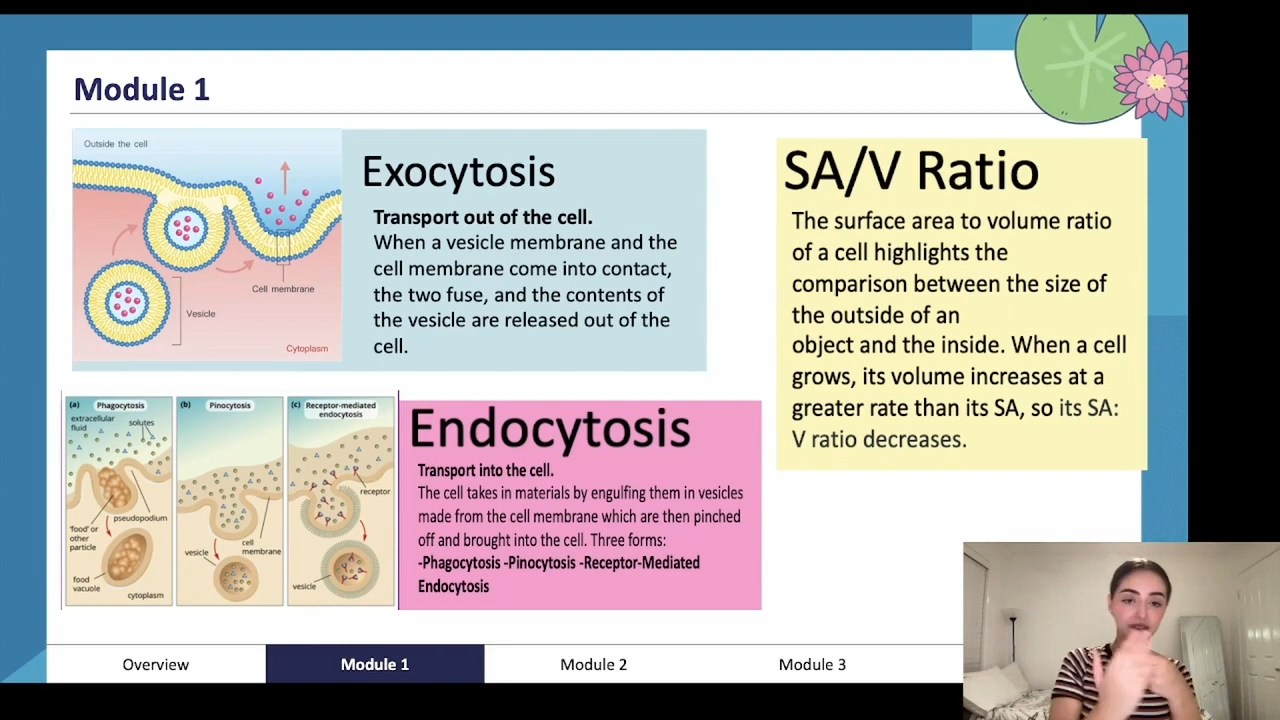 Module 1
Outside the cell
Cell membrane
Vesicle
Cytoplasm
Exocytosis
Transport out of the cell.
When a vesicle membrane and the
cell membrane come into contact,
the two fuse, and the contents of
the vesicle are released out of the
cell.
SA/V Ratio
The surface area to volume ratio
of a cell highlights the
comparison between the size of
the outside of an
object and the inside. When a cell
grows, its volume increases at a
greater rate than its SA, so its SA:
V ratio decreases.
(a) Phagocytosis
extracellular
fluid
solutes
pseudopodium
'food' or
other
particle
food
vacuole
cytoplasm
(b) Pinocytosis
vesicle
cell
membrane
(c) Receptor-mediated
endocytosis
receptor
vesicle
Endocytosis
Transport into the cell.
The cell takes in materials by engulfing them in vesicles
made from the cell membrane which are then pinched
off and brought into the cell. Three forms:
-Phagocytosis -Pinocytosis -Receptor-Mediated
Endocytosis
Overview
Module 1
Module 2
Module 3